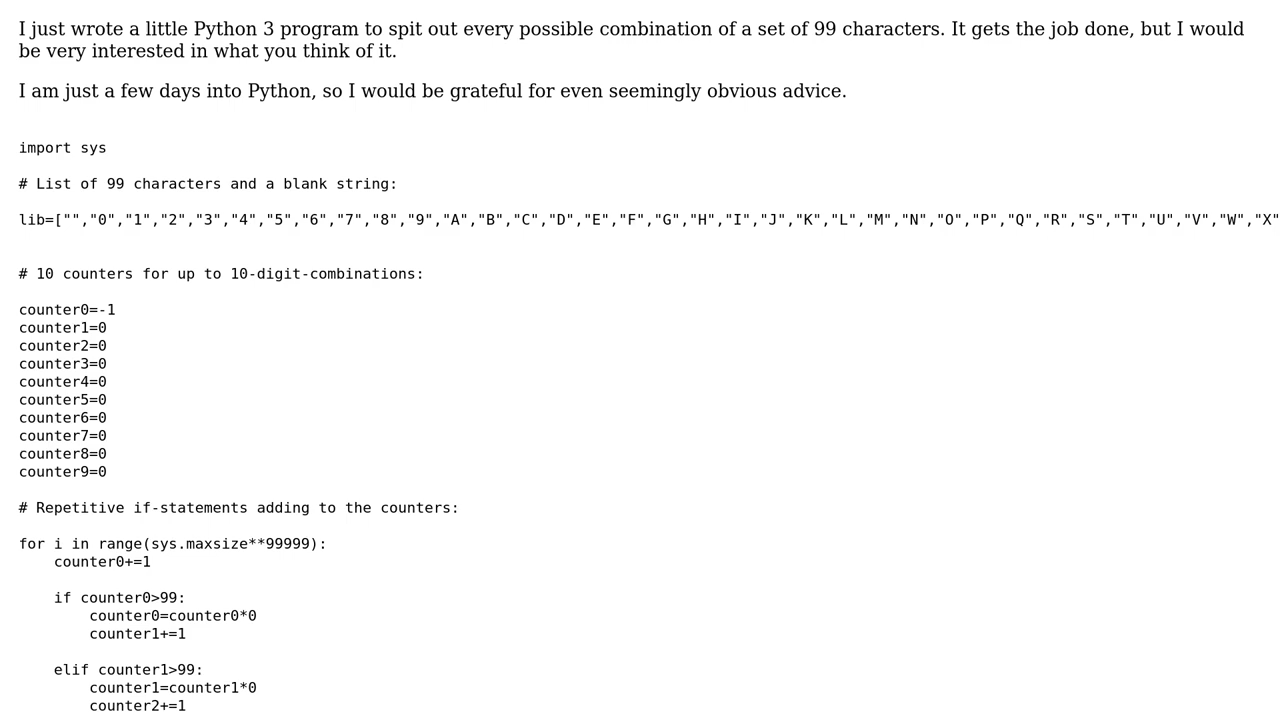 I just wrote a little Python 3 program to spit out every possible combination of a set of 99 characters. It gets the job done, but I would
be very interested in what you think of it.
I am just a few days into Python, so I would be grateful for even seemingly obvious advice.
import sys
# List of 99 characters and a blank string:
lib=["","0","1","2","3","4","5","6","7","8","9","A","B","C","D","E","F","G","H","I","J","K","L","M","N","O","P","Q","R","S","T","U","V","W","X"
# 10 counters for up to 10-digit-combinations:
counter0=-1
counter1=0
counter2=0
counter3=0
counter4=0
counter5=0
counter6=0
counter7=0
counter8=0
counter9=0
# Repetitive if-statements adding to the counters:
for i in range(sys.maxsize**99999):
    counter0+=1
    if counter0>99:
        counter0=counter0*0
        counter1+=1
    elif counter1>99:
        counter1=counter1*0
        counter2+=1